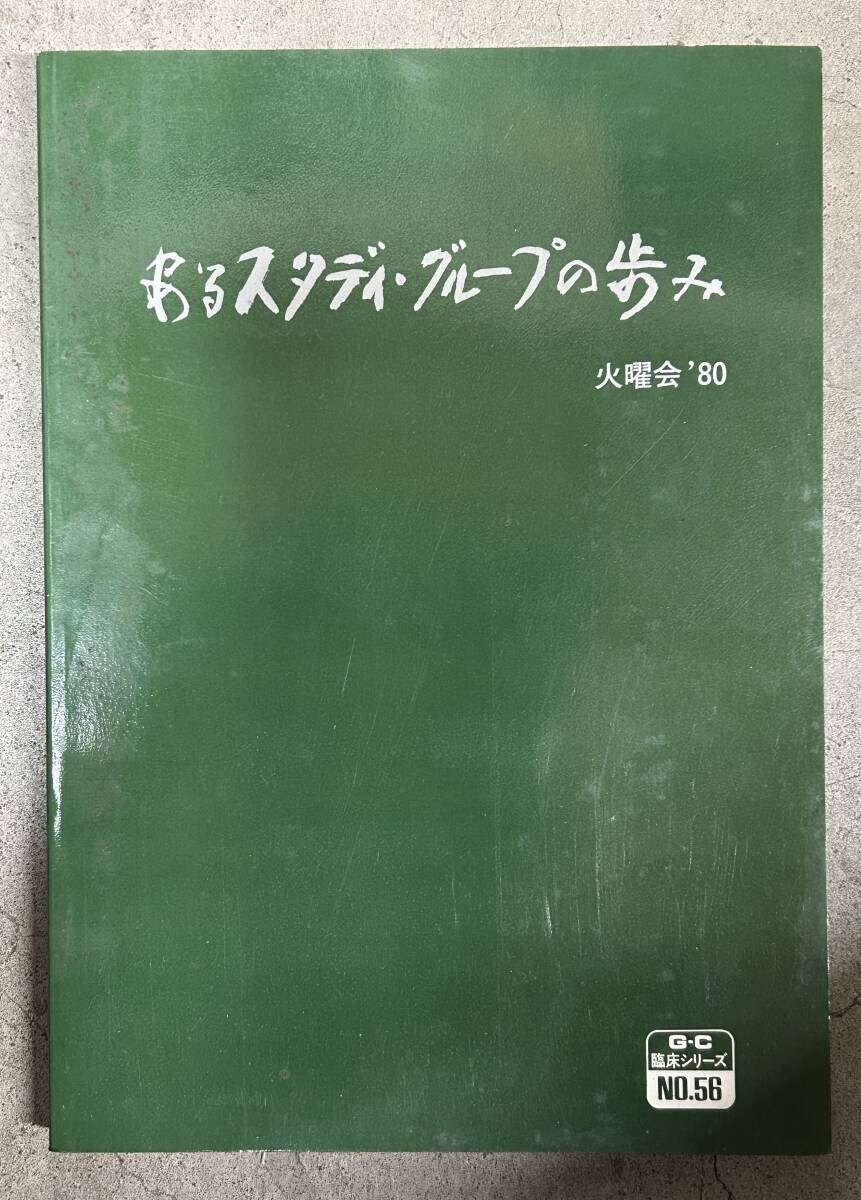 あるスタディ・グループの歩み
火曜会 '80
G-C
臨床シリーズ
NO.56